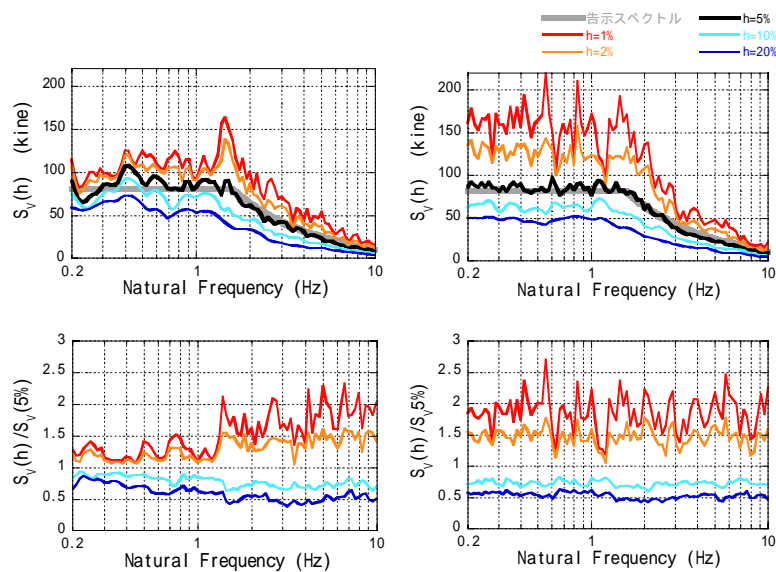 告示スペクトル
h=5%
h=1%
h=10%
h=2%
h=20%
S_V(h) (kine)
200
150
100
50
0
0.2
1
10
Natural Frequency (Hz)
S_V(h) (kine)
200
150
100
50
0
0.2
1
10
Natural Frequency (Hz)
S_V(h)/S_V(5%)
3
2.5
2
1.5
1
0.5
0
0.2
1
10
Natural Frequency (Hz)
S_V(h)/S_V5%)
3
2.5
2
1.5
1
0.5
0
0.2
1
10
Natural Frequency (Hz)